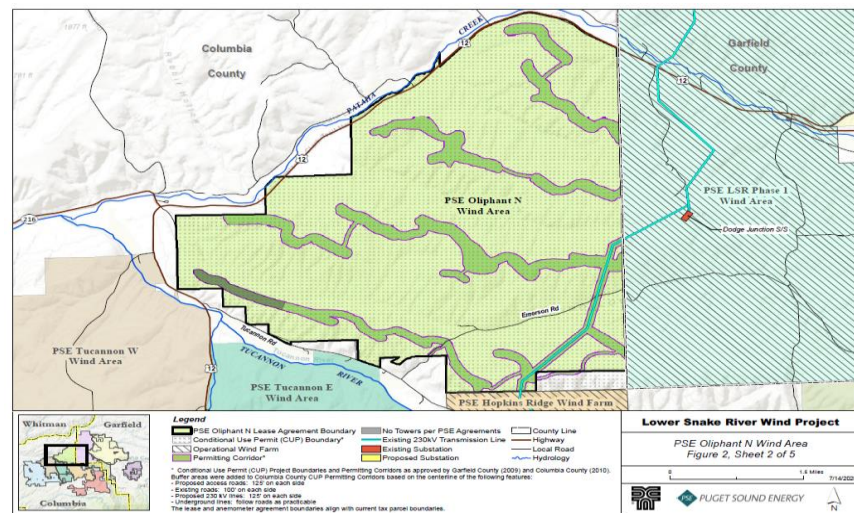 Columbia
County
CREEK
PATAHA
12
Garfield
County
12
12
216
PSE Oliphant N
Wind Area
PSE LSR Phase I
Wind Area
Dodge Junction S/S
Emerson Rd
Tucannon Rd
PSE Tucannon W
Wind Area
TUCANNON
RIVER
12
PSE Tucannon E
Wind Area
PSE Hopkins Ridge Wind Farm
Whitman
Garfield
Columbia
Legend
PSE Oliphant N Lease Agreement Boundary
Conditional Use Permit (CUP) Boundary*
Operational Wind Farm
Permitting Corridor*
No Towers per PSE Agreements
Existing 230kV Transmission Line
Existing Substation
Proposed Substation
County Line
Highway
Local Road
Hydrology
* Conditional Use Permit (CUP) Project Boundaries and Permitting Corridors as approved by Garfield County (2009) and Columbia County (2010).
Buffer areas were added to Columbia County CUP Permitting Corridors based on the centerline of the following features:
- Proposed access roads: 125' on each side
- Existing roads: 100' on each side
- Proposed 230 kV lines: 125' on each side
- Underground lines: follow roads as practicable
The lease and anemometer agreement boundaries align with current tax parcel boundaries.
Lower Snake River Wind Project
PSE Oliphant N Wind Area
Figure 2, Sheet 2 of 5
1.5 Miles
PSE
PUGET SOUND ENERGY
N